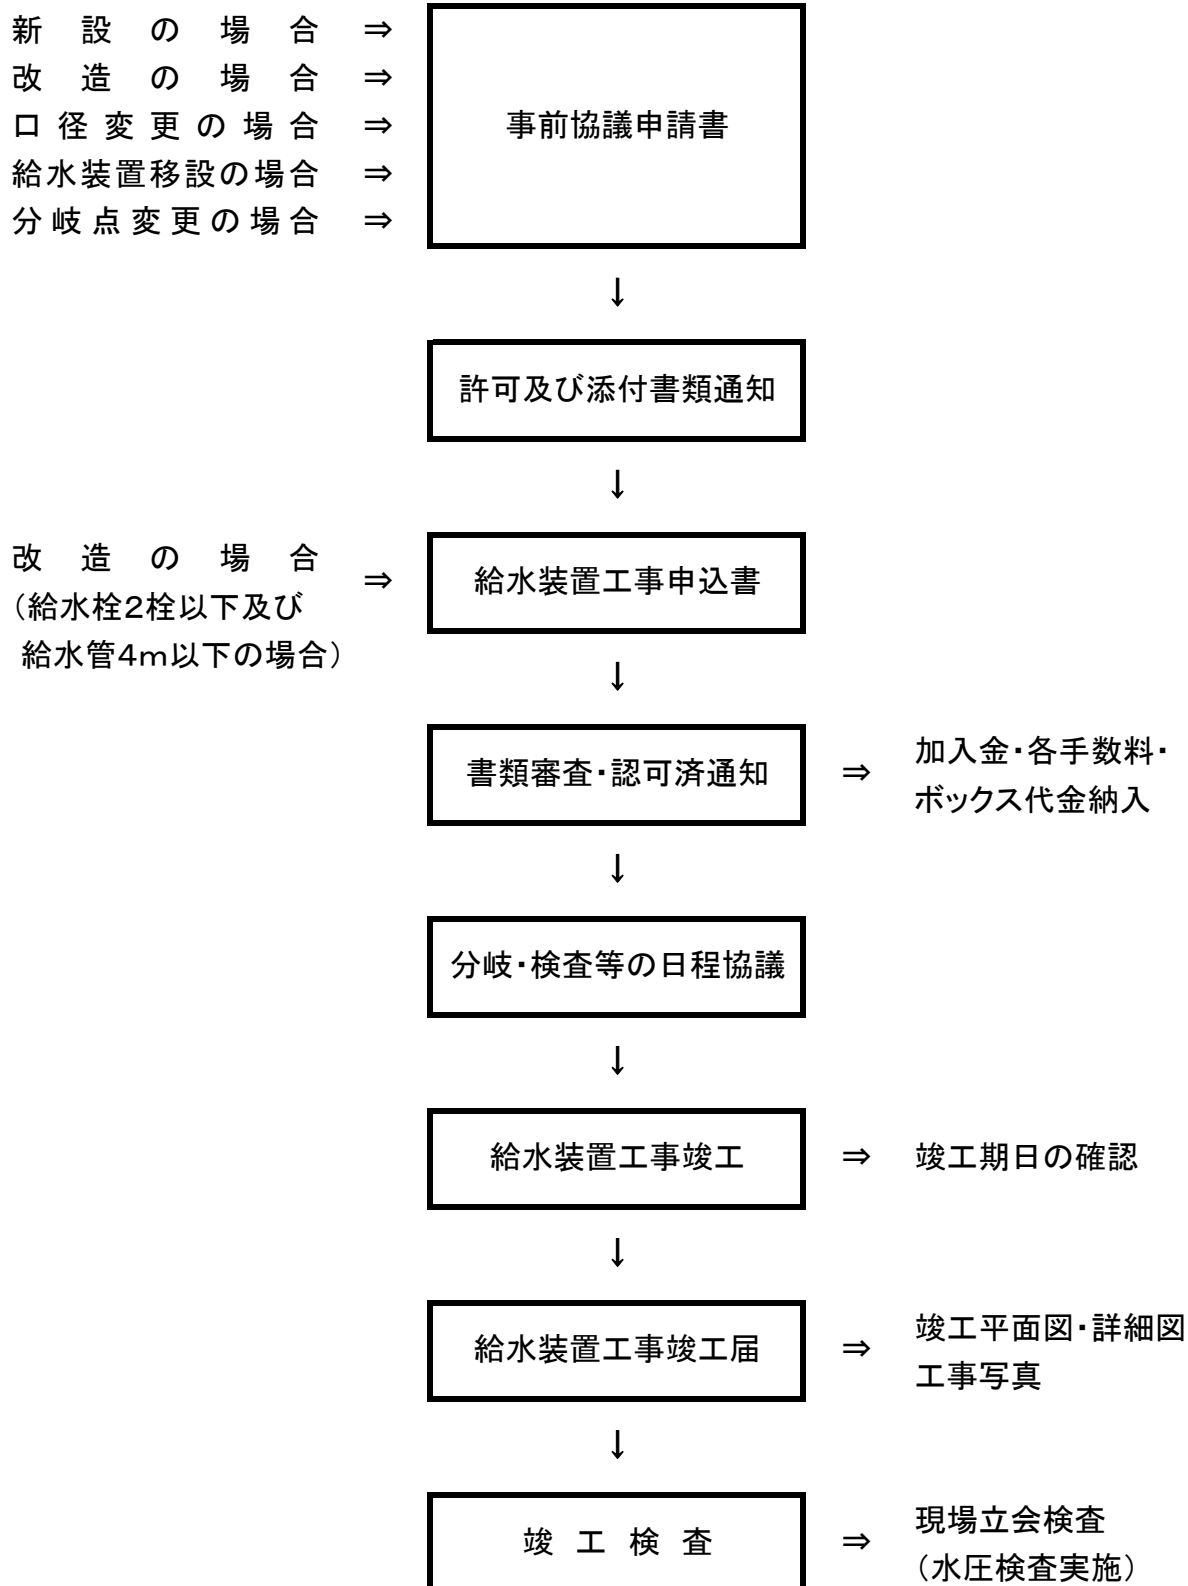 新設の場合 ⇒
改造の場合 ⇒
口径変更の場合 ⇒
給水装置移設の場合 ⇒
分岐点変更の場合 ⇒
事前協議申請書
↓
許可及び添付書類通知
↓
改造の場合
(給水栓2栓以下及び
給水管4m以下の場合)
⇒
給水装置工事申込書
↓
書類審査・認可済通知
⇒
加入金・各手数料・
ボックス代金納入
↓
分岐・検査等の日程協議
↓
給水装置工事竣工
⇒
竣工期日の確認
↓
給水装置工事竣工届
⇒
竣工平面図・詳細図
工事写真
↓
竣工検査
⇒
現場立会検査
(水圧検査実施)